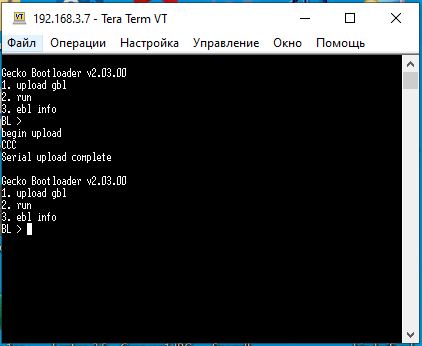 192.168.3.7 - Tera Term VT
Файл Операции Настройка Управление Окно Помощь
Gecko Bootloader v2.03.00
1. upload gbl
2. run
3. ebl info
BL >
begin upload
CCC
Serial upload complete
Gecko Bootloader v2.03.00
1. upload gbl
2. run
3. ebl info
BL >